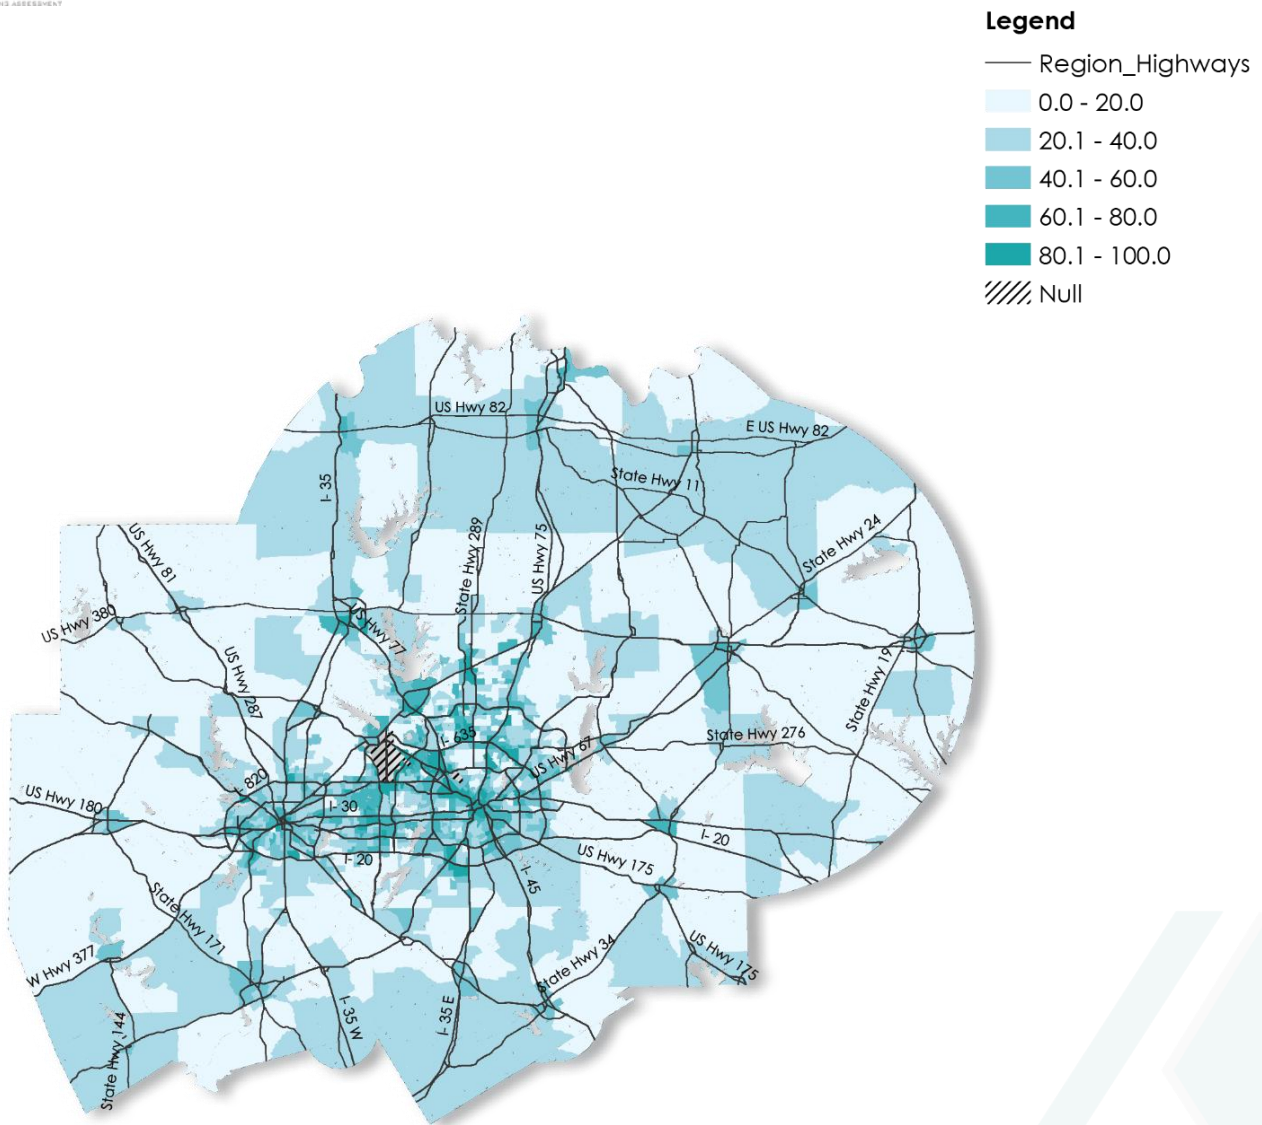 NG ASSESSMENT
Legend
Region_Highways
0.0 - 20.0
20.1 - 40.0
40.1 - 60.0
60.1 - 80.0
80.1 - 100.0
Null
US Hwy 82
E US Hwy 82
State Hwy 11
I- 35
State Hwy 289
US Hwy 75
State Hwy 24
US Hwy 81
US Hwy 380
US Hwy 77
US Hwy 287
State Hwy 19
State Hwy 276
I- 635
US Hwy 67
I- 820
US Hwy 180
I- 30
I- 20
I- 20
US Hwy 175
I- 45
State Hwy 171
State Hwy 34
US Hwy 175
W Hwy 377
State Hwy 144
I- 35 W
I- 35 E